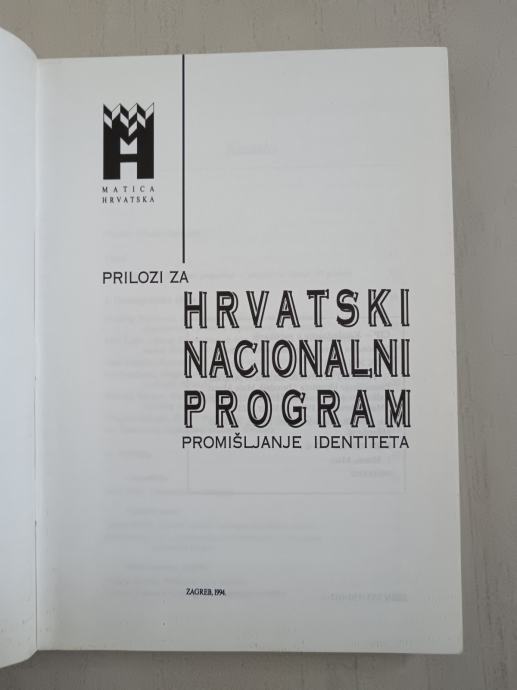 MATICA
HRVATSKA
PRILOZI ZA
HRVATSKI
NACIONALNI
PROGRAM
PROMIŠLJANJE IDENTITETA
ZAGREB, 1994.